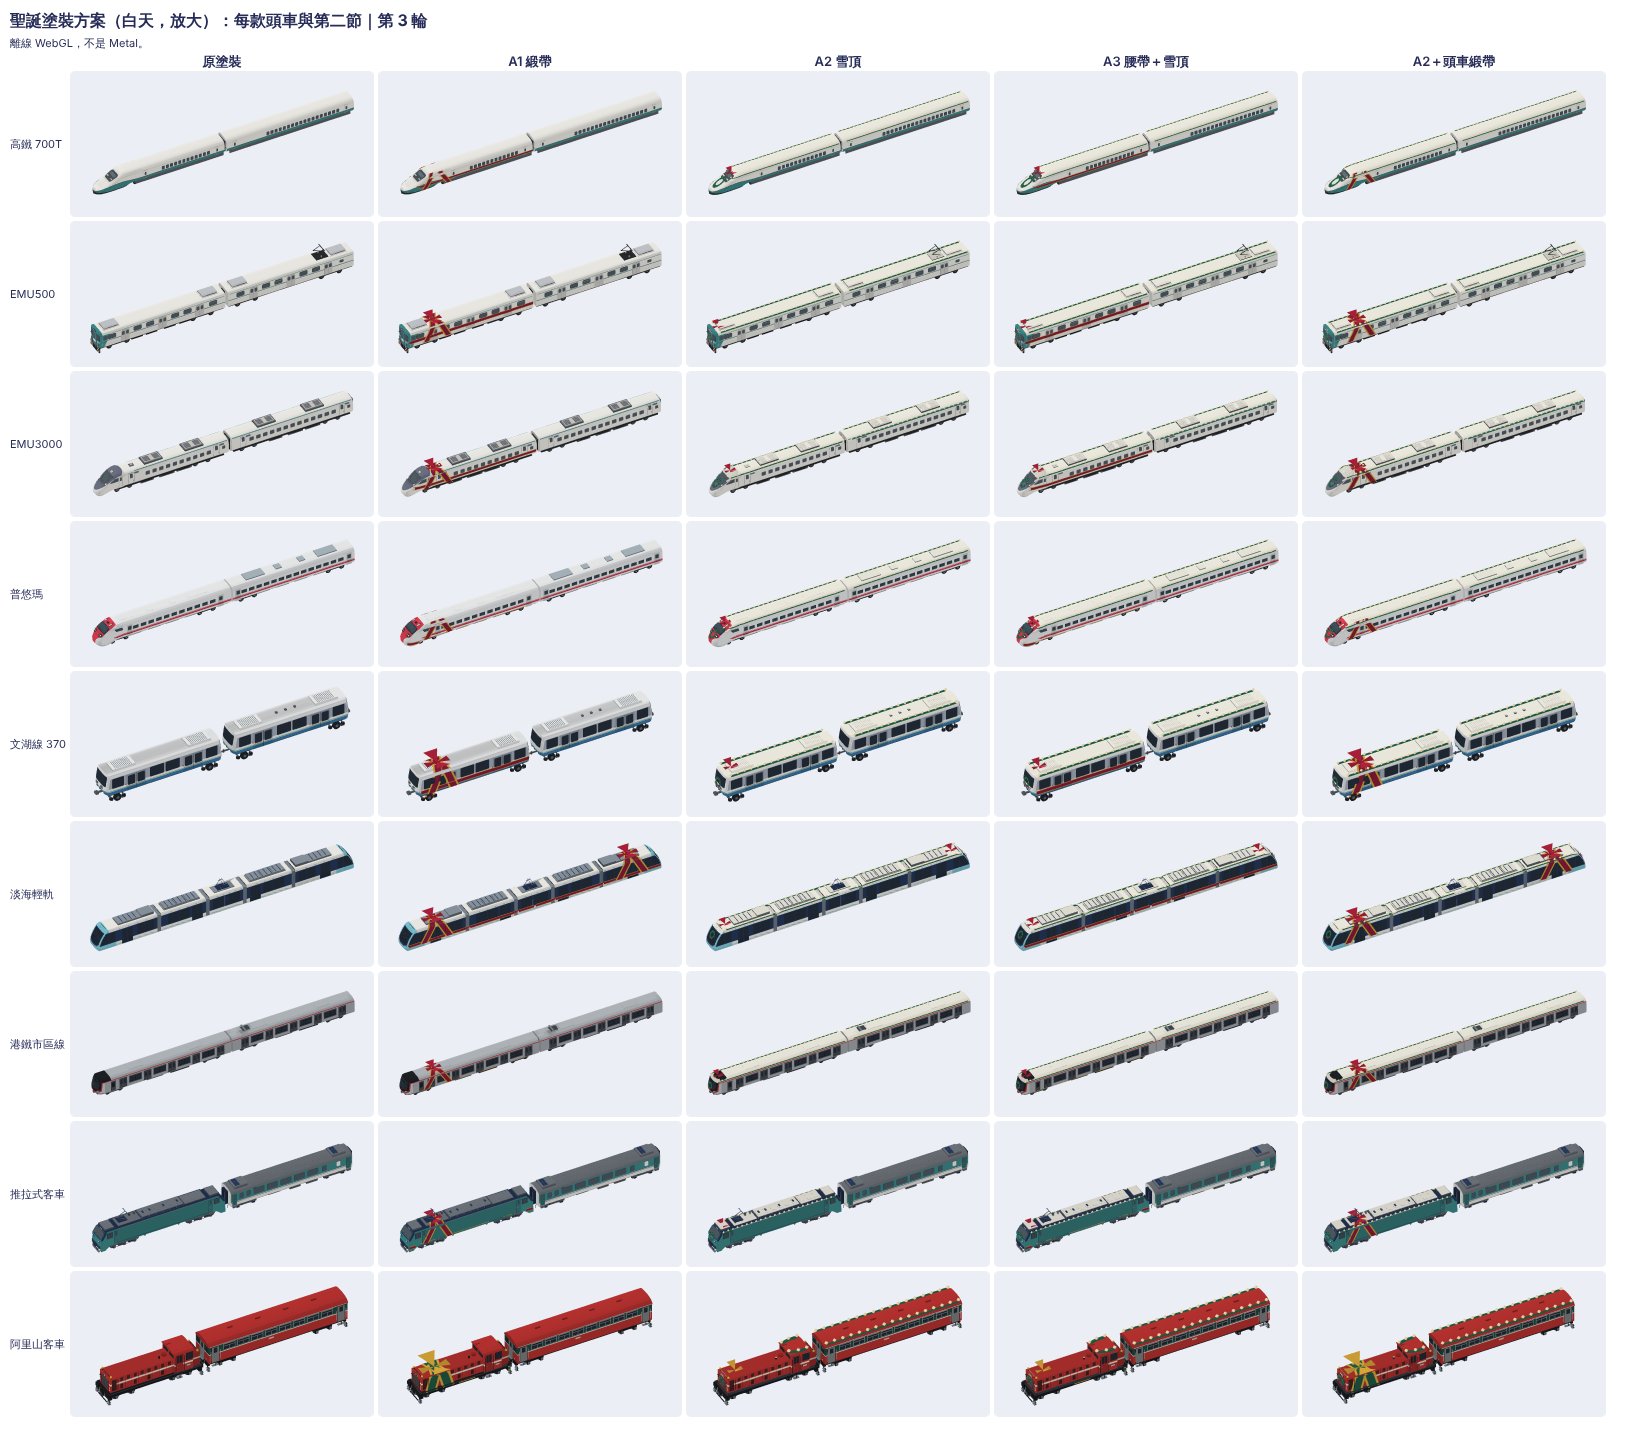 聖誕塗裝方案（白天，放大）：每款頭車與第二節｜第 3 輪
離線 WebGL，不是 Metal。
原塗裝
A1 緞帶
A2 雪頂
A3 腰帶＋雪頂
A2＋頭車緞帶
高鐵 700T
EMU500
EMU3000
普悠瑪
文湖線 370
淡海輕軌
港鐵市區線
推拉式客車
阿里山客車